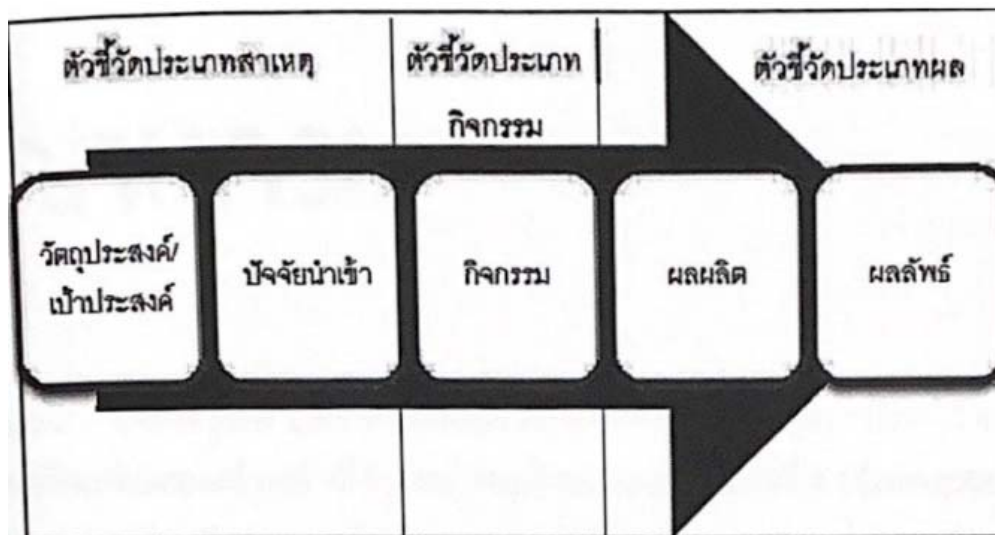 ตัวชี้วัดประเภทสาเหตุ
ตัวชี้วัดประเภท
กิจกรรม
ตัวชี้วัดประเภทผล
วัตถุประสงค์/
เป้าประสงค์
ปัจจัยนำเข้า
กิจกรรม
ผลผลิต
ผลลัพธ์